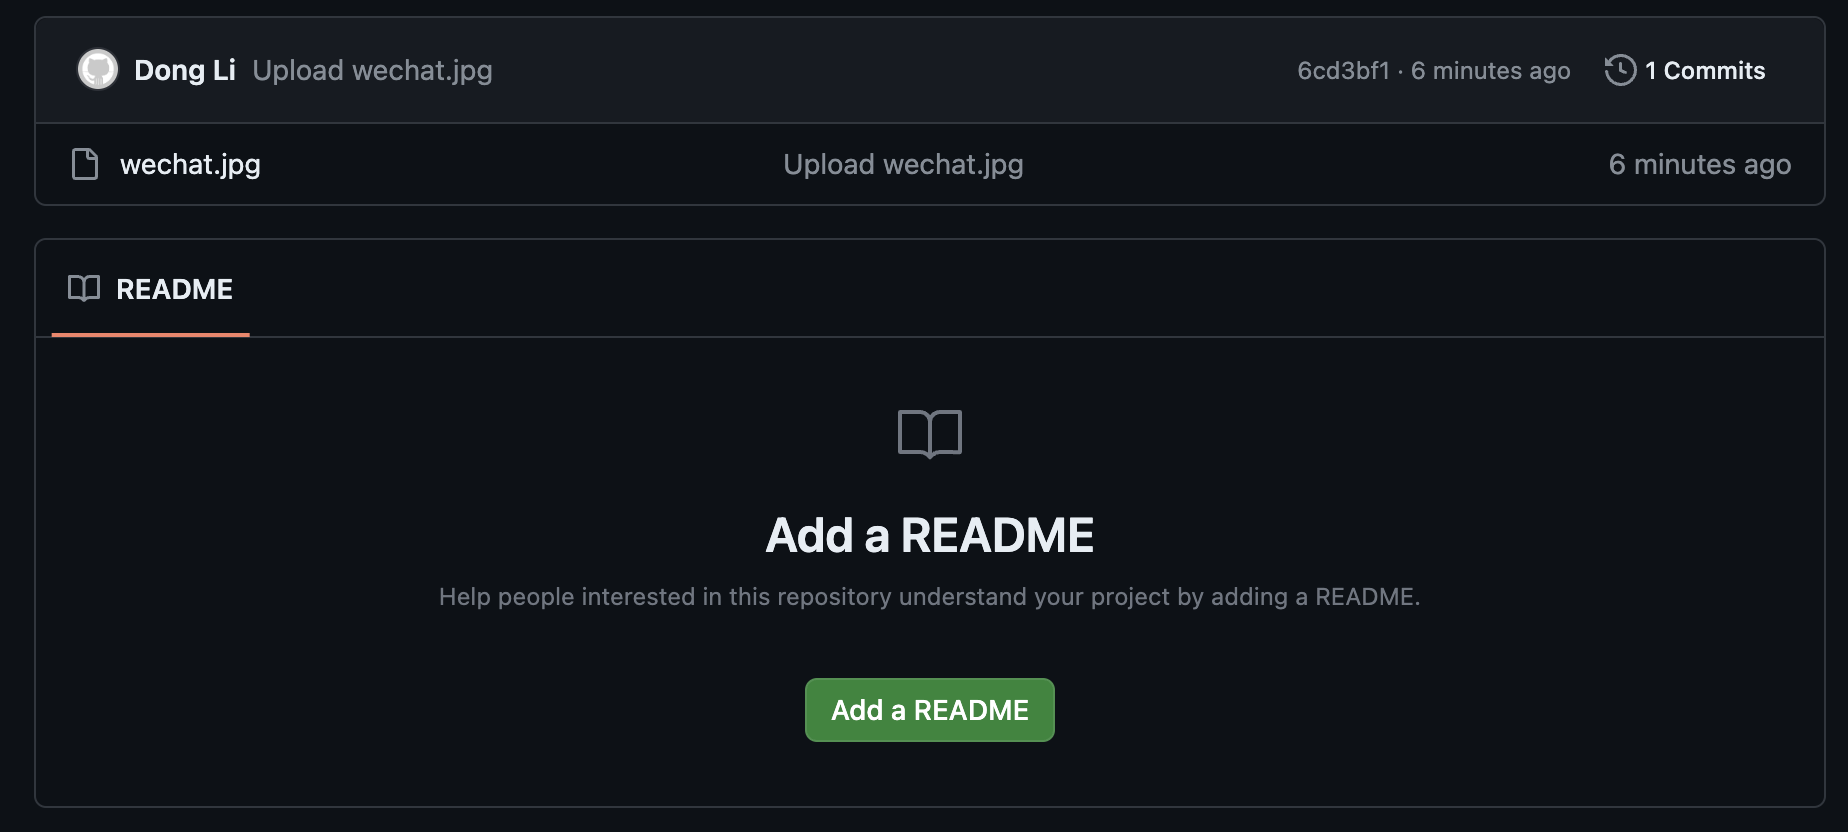 Dong Li Upload wechat.jpg 6cd3bf1 · 6 minutes ago 1 Commits
wechat.jpg Upload wechat.jpg 6 minutes ago
README
Add a README
Help people interested in this repository understand your project by adding a README.
Add a README